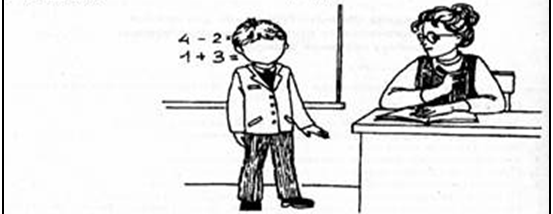 4 - 2 =
1 + 3 =